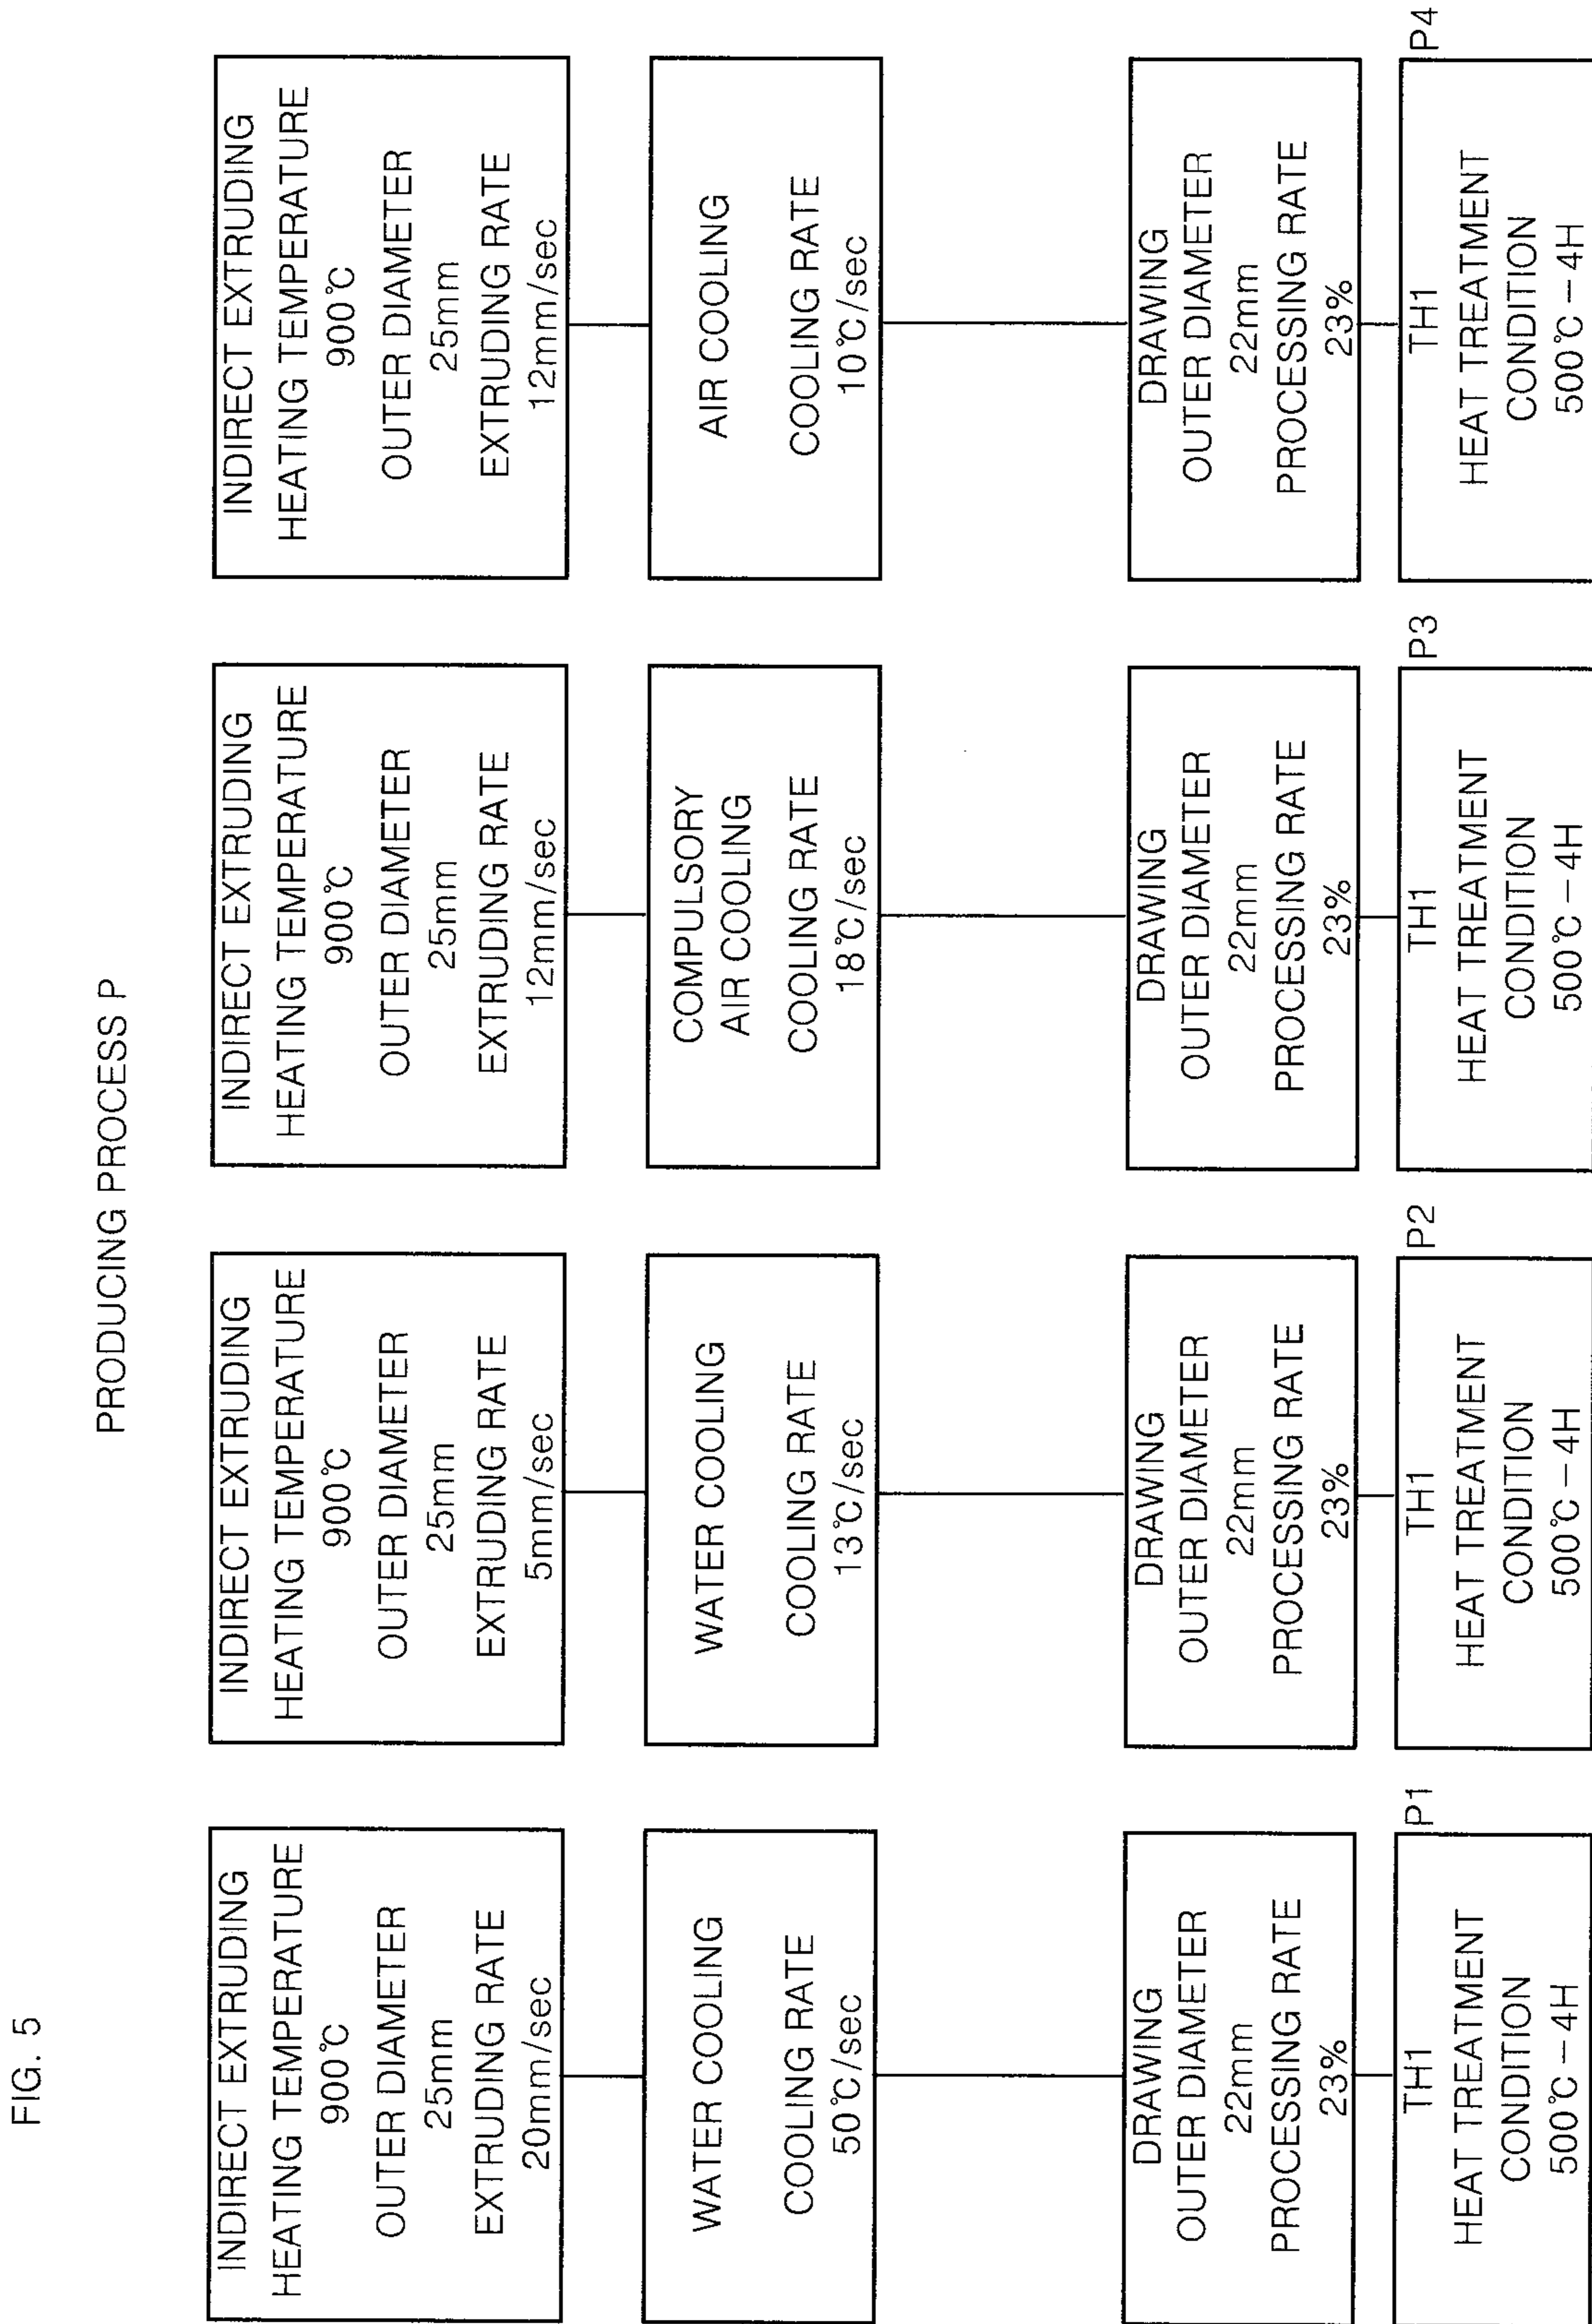 FIG. 5
PRODUCING PROCESS P
INDIRECT EXTRUDING
HEATING TEMPERATURE
900℃
OUTER DIAMETER
25mm
EXTRUDING RATE
20mm/sec
WATER COOLING
COOLING RATE
50℃/sec
DRAWING
OUTER DIAMETER
22mm
PROCESSING RATE
23%
P1
TH1
HEAT TREATMENT
CONDITION
500℃-4H
INDIRECT EXTRUDING
HEATING TEMPERATURE
900℃
OUTER DIAMETER
25mm
EXTRUDING RATE
5mm/sec
WATER COOLING
COOLING RATE
13℃/sec
DRAWING
OUTER DIAMETER
22mm
PROCESSING RATE
23%
P2
TH1
HEAT TREATMENT
CONDITION
500℃-4H
INDIRECT EXTRUDING
HEATING TEMPERATURE
900℃
OUTER DIAMETER
25mm
EXTRUDING RATE
12mm/sec
COMPULSORY
AIR COOLING
COOLING RATE
18℃/sec
DRAWING
OUTER DIAMETER
22mm
PROCESSING RATE
23%
P3
TH1
HEAT TREATMENT
CONDITION
500℃-4H
INDIRECT EXTRUDING
HEATING TEMPERATURE
900℃
OUTER DIAMETER
25mm
EXTRUDING RATE
12mm/sec
AIR COOLING
COOLING RATE
10℃/sec
DRAWING
OUTER DIAMETER
22mm
PROCESSING RATE
23%
P4
TH1
HEAT TREATMENT
CONDITION
500℃-4H